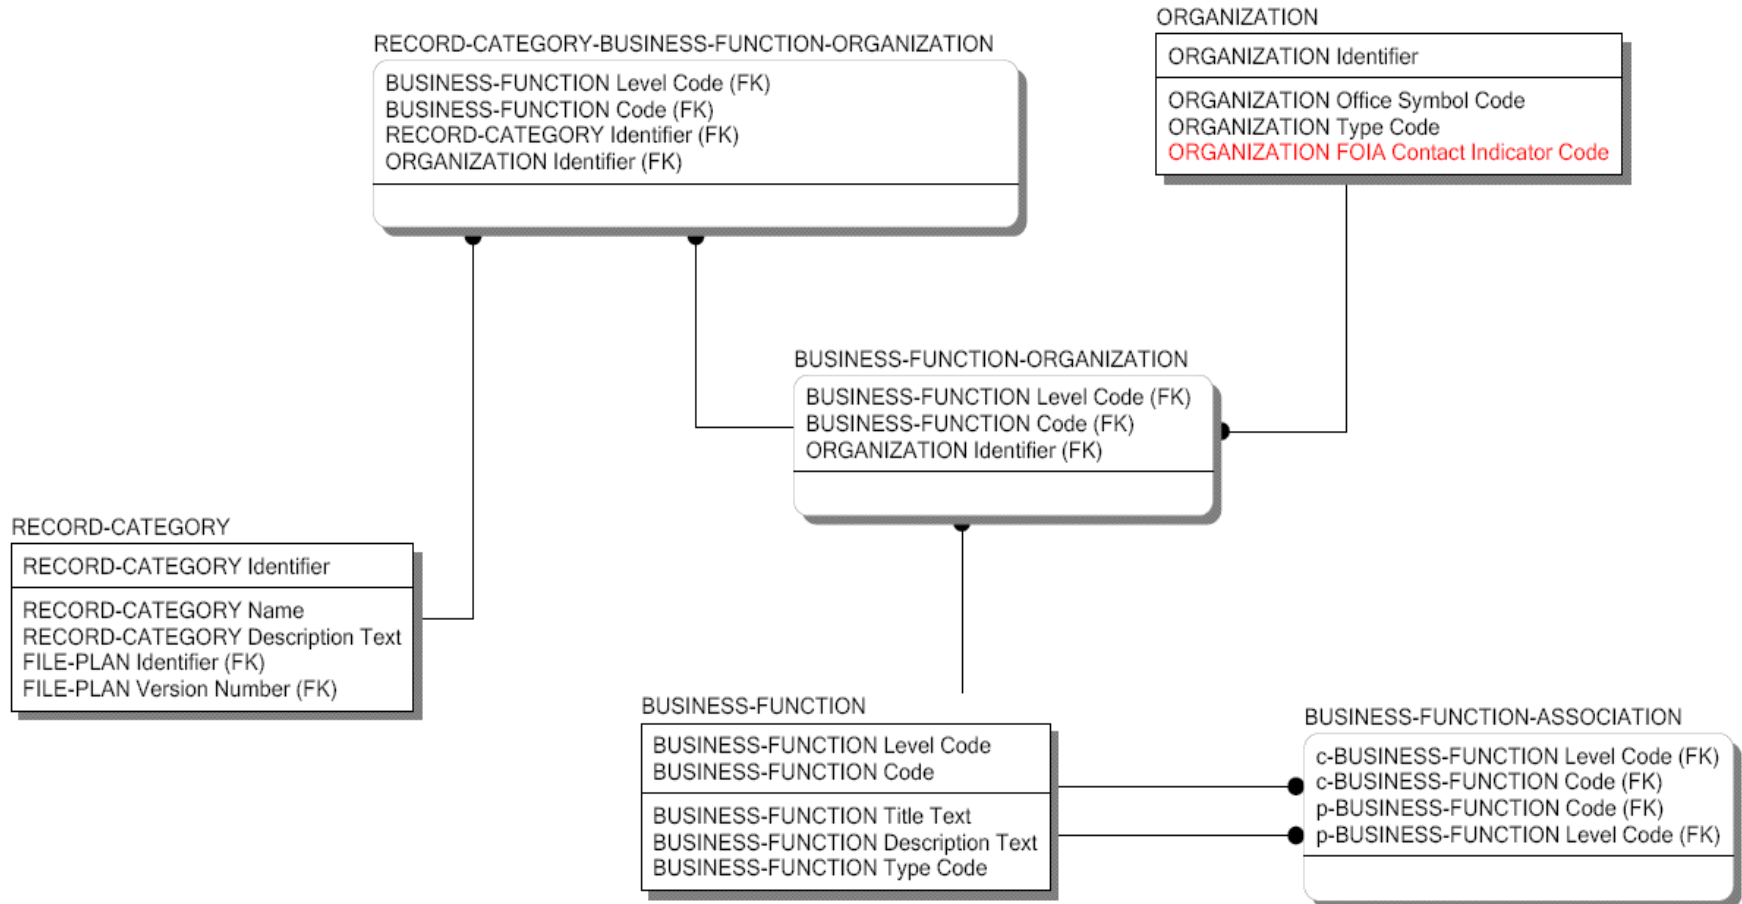 RECORD-CATEGORY-BUSINESS-FUNCTION-ORGANIZATION
BUSINESS-FUNCTION Level Code (FK)
BUSINESS-FUNCTION Code (FK)
RECORD-CATEGORY Identifier (FK)
ORGANIZATION Identifier (FK)
ORGANIZATION
ORGANIZATION Identifier
ORGANIZATION Office Symbol Code
ORGANIZATION Type Code
ORGANIZATION FOIA Contact Indicator Code
BUSINESS-FUNCTION-ORGANIZATION
BUSINESS-FUNCTION Level Code (FK)
BUSINESS-FUNCTION Code (FK)
ORGANIZATION Identifier (FK)
RECORD-CATEGORY
RECORD-CATEGORY Identifier
RECORD-CATEGORY Name
RECORD-CATEGORY Description Text
FILE-PLAN Identifier (FK)
FILE-PLAN Version Number (FK)
BUSINESS-FUNCTION
BUSINESS-FUNCTION Level Code
BUSINESS-FUNCTION Code
BUSINESS-FUNCTION Title Text
BUSINESS-FUNCTION Description Text
BUSINESS-FUNCTION Type Code
BUSINESS-FUNCTION-ASSOCIATION
c-BUSINESS-FUNCTION Level Code (FK)
c-BUSINESS-FUNCTION Code (FK)
p-BUSINESS-FUNCTION Code (FK)
p-BUSINESS-FUNCTION Level Code (FK)